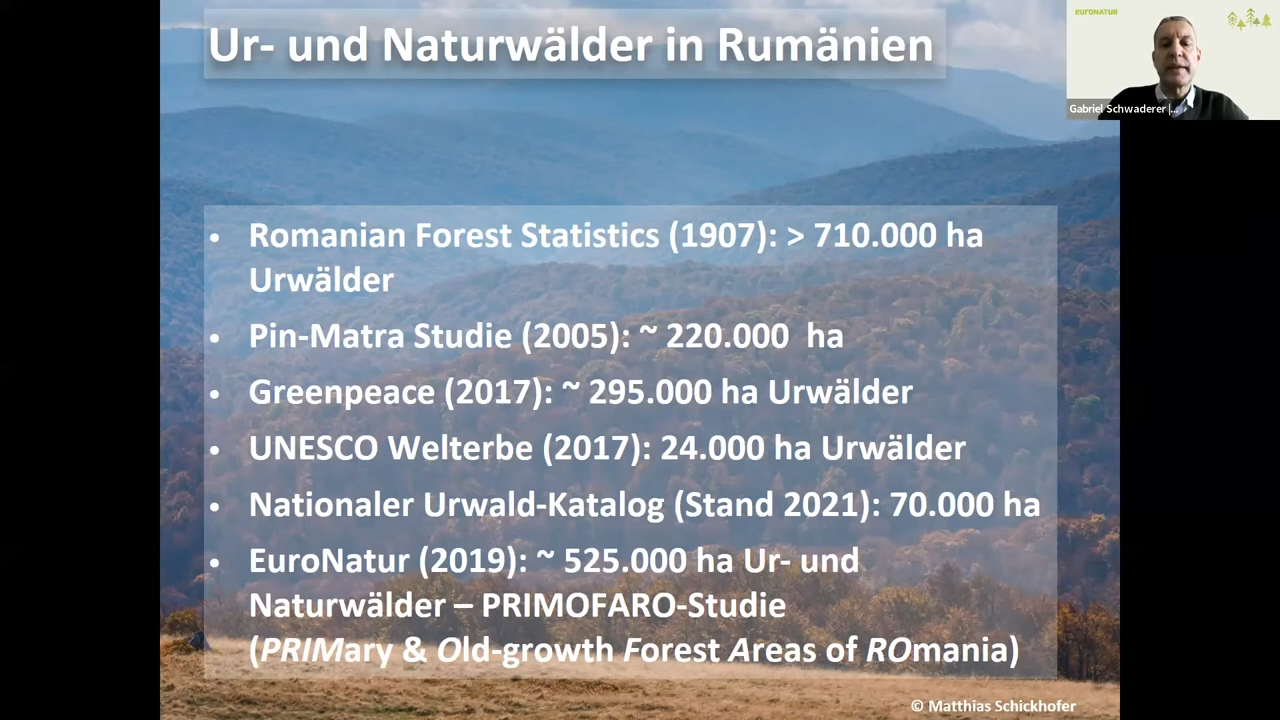 Ur- und Naturwälder in Rumänien
euronatur
Gabriel Schwaderer |...
• Romanian Forest Statistics (1907): > 710.000 ha
Urwälder
• Pin-Matra Studie (2005): ~ 220.000 ha
• Greenpeace (2017): ~ 295.000 ha Urwälder
• UNESCO Welterbe (2017): 24.000 ha Urwälder
• Nationaler Urwald-Katalog (Stand 2021): 70.000 ha
• EuroNatur (2019): ~ 525.000 ha Ur- und
Naturwälder – PRIMOFARO-Studie
(PRIMary & Old-growth Forest Areas of ROmania)
© Matthias Schickhofer